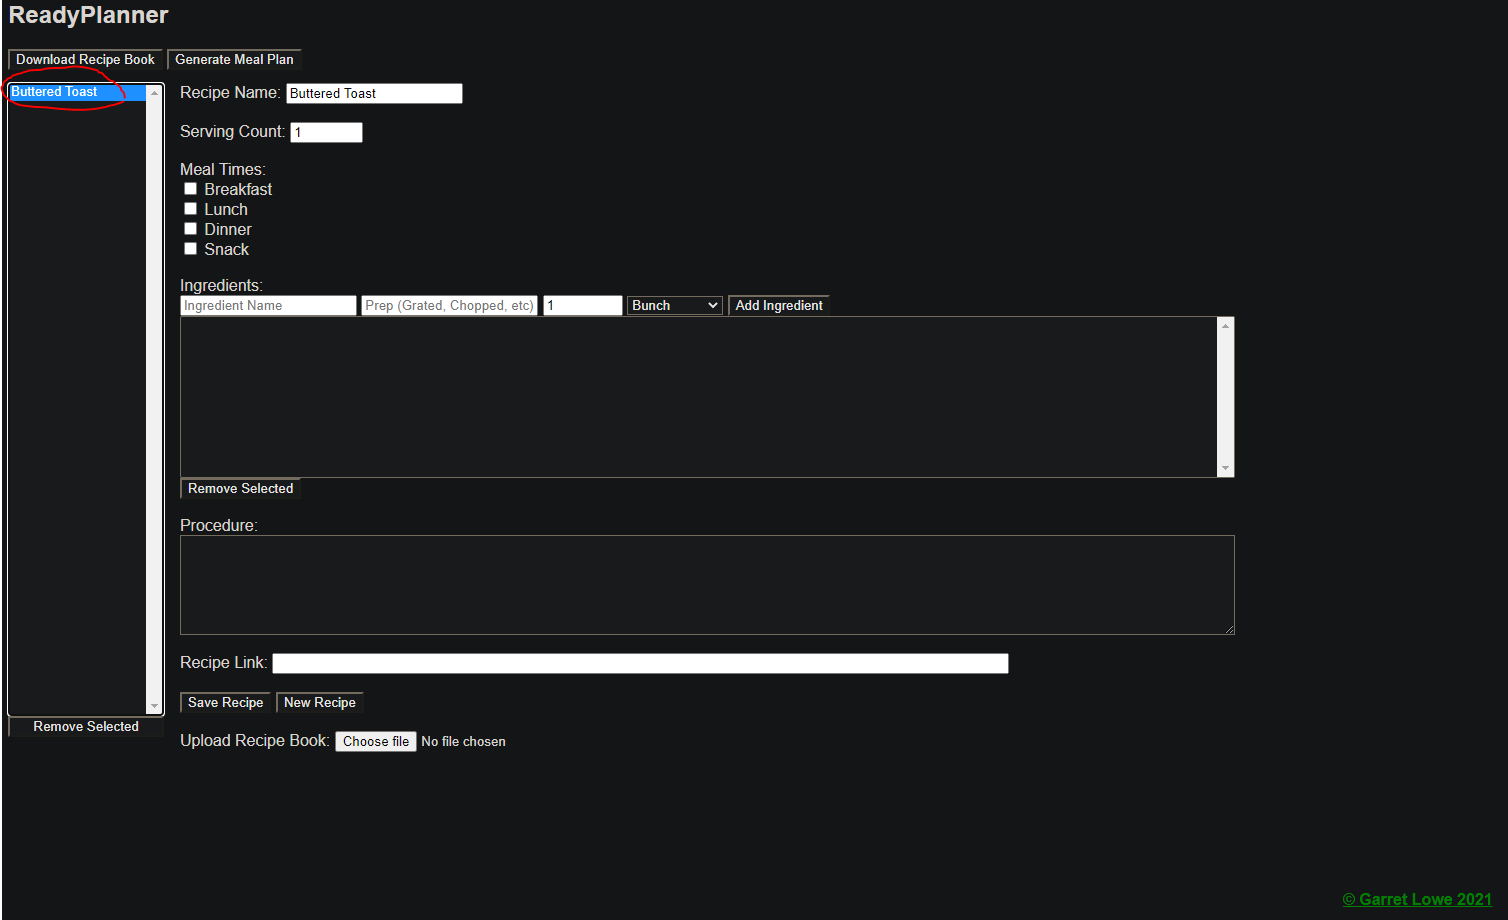 ReadyPlanner
Download Recipe Book Generate Meal Plan
Buttered Toast
Remove Selected
Recipe Name: Buttered Toast
Serving Count: 1
Meal Times:
Breakfast
Lunch
Dinner
Snack
Ingredients:
Ingredient Name Prep (Grated, Chopped, etc) 1 Bunch Add Ingredient
Remove Selected
Procedure:
Recipe Link:
Save Recipe New Recipe
Upload Recipe Book: Choose file No file chosen
© Garret Lowe 2021